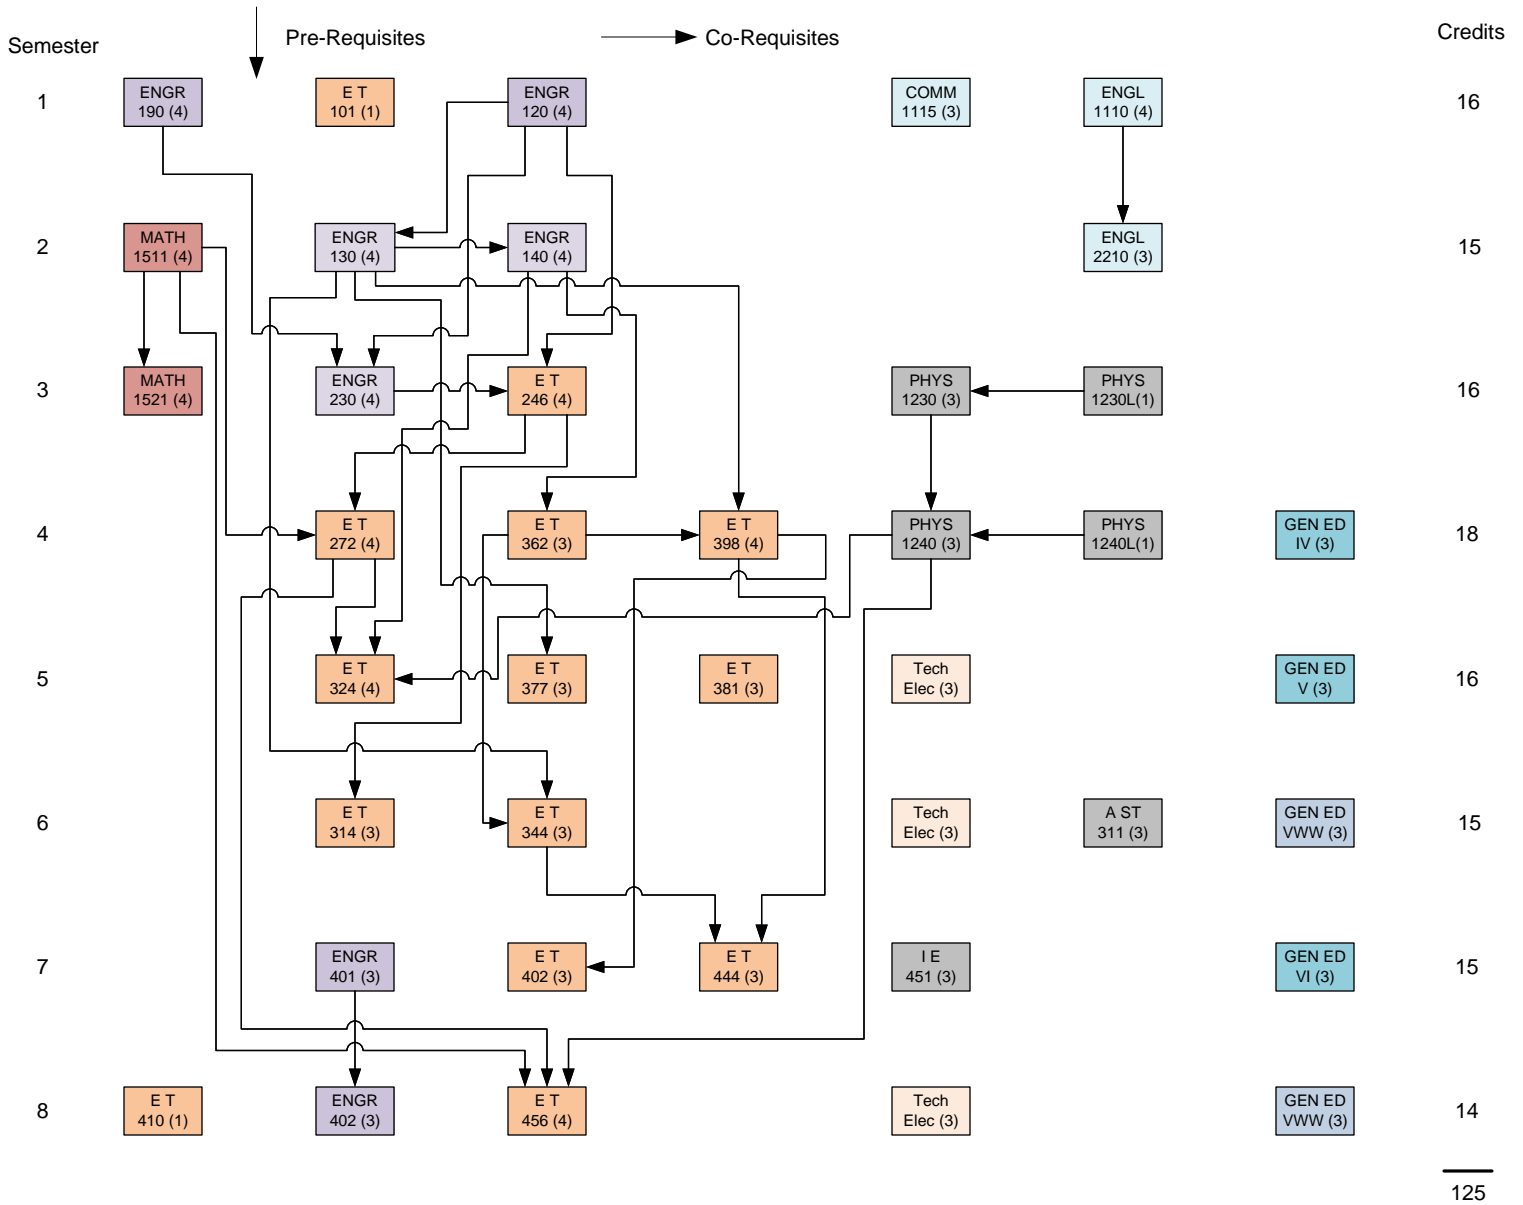 Semester
Pre-Requisites
Co-Requisites
Credits
1
ENGR
190 (4)
E T
101 (1)
ENGR
120 (4)
COMM
1115 (3)
ENGL
1110 (4)
16
2
MATH
1511 (4)
ENGR
130 (4)
ENGR
140 (4)
ENGL
2210 (3)
15
3
MATH
1521 (4)
ENGR
230 (4)
E T
246 (4)
PHYS
1230 (3)
PHYS
1230L(1)
16
4
E T
272 (4)
E T
362 (3)
E T
398 (4)
PHYS
1240 (3)
PHYS
1240L(1)
GEN ED
IV (3)
18
5
E T
324 (4)
E T
377 (3)
E T
381 (3)
Tech
Elec (3)
GEN ED
V (3)
16
6
E T
314 (3)
E T
344 (3)
Tech
Elec (3)
A ST
311 (3)
GEN ED
VWW (3)
15
7
ENGR
401 (3)
E T
402 (3)
E T
444 (3)
I E
451 (3)
GEN ED
VI (3)
15
8
E T
410 (1)
ENGR
402 (3)
E T
456 (4)
Tech
Elec (3)
GEN ED
VWW (3)
14
125